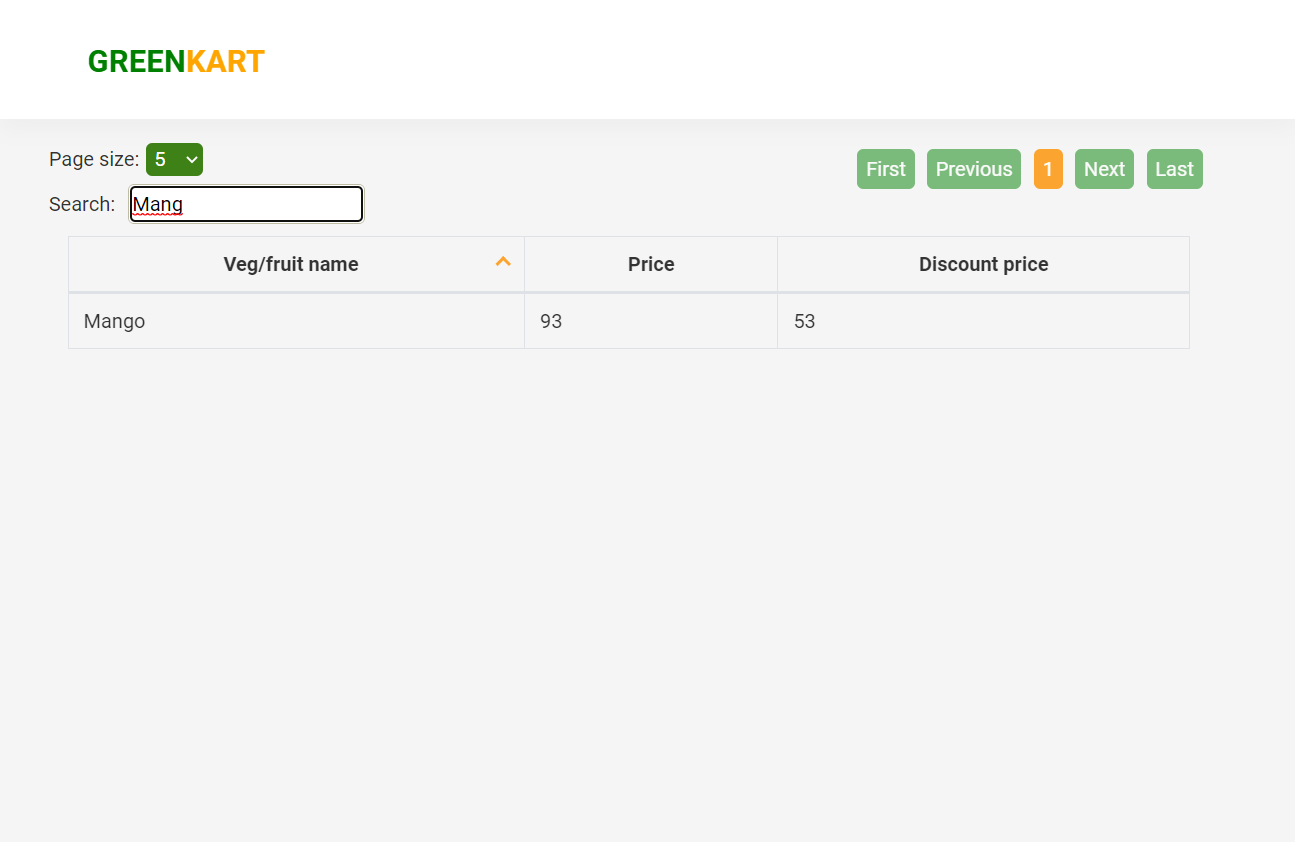 GREENKART
Page size: 5
First Previous 1 Next Last
Search: Mang
Veg/fruit name Price Discount price
Mango 93 53